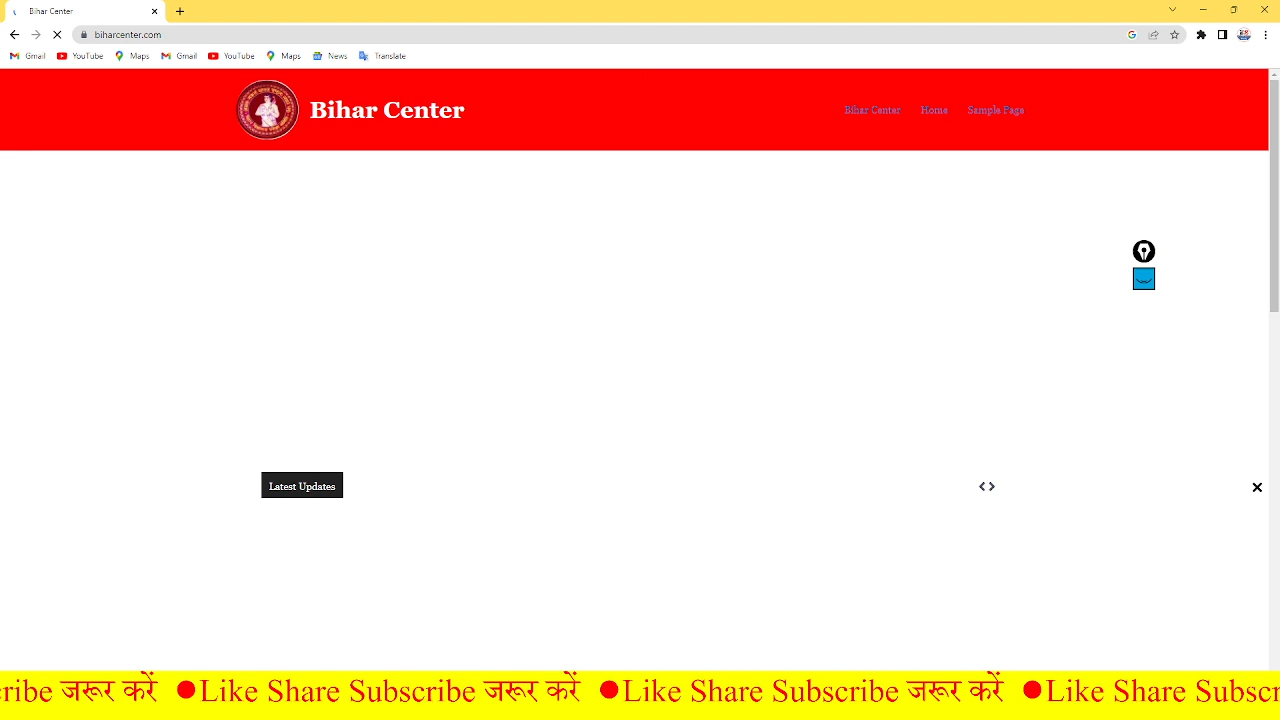 Bihar Center
biharcenter.com
Gmail YouTube Maps Gmail YouTube Maps News Translate
Bihar Center Bihar Center Home Sample Page
Latest Updates
cribe जरूर करें ●Like Share Subscribe जरूर करें ●Like Share Subscribe जरूर करें ●Like Share Subscr